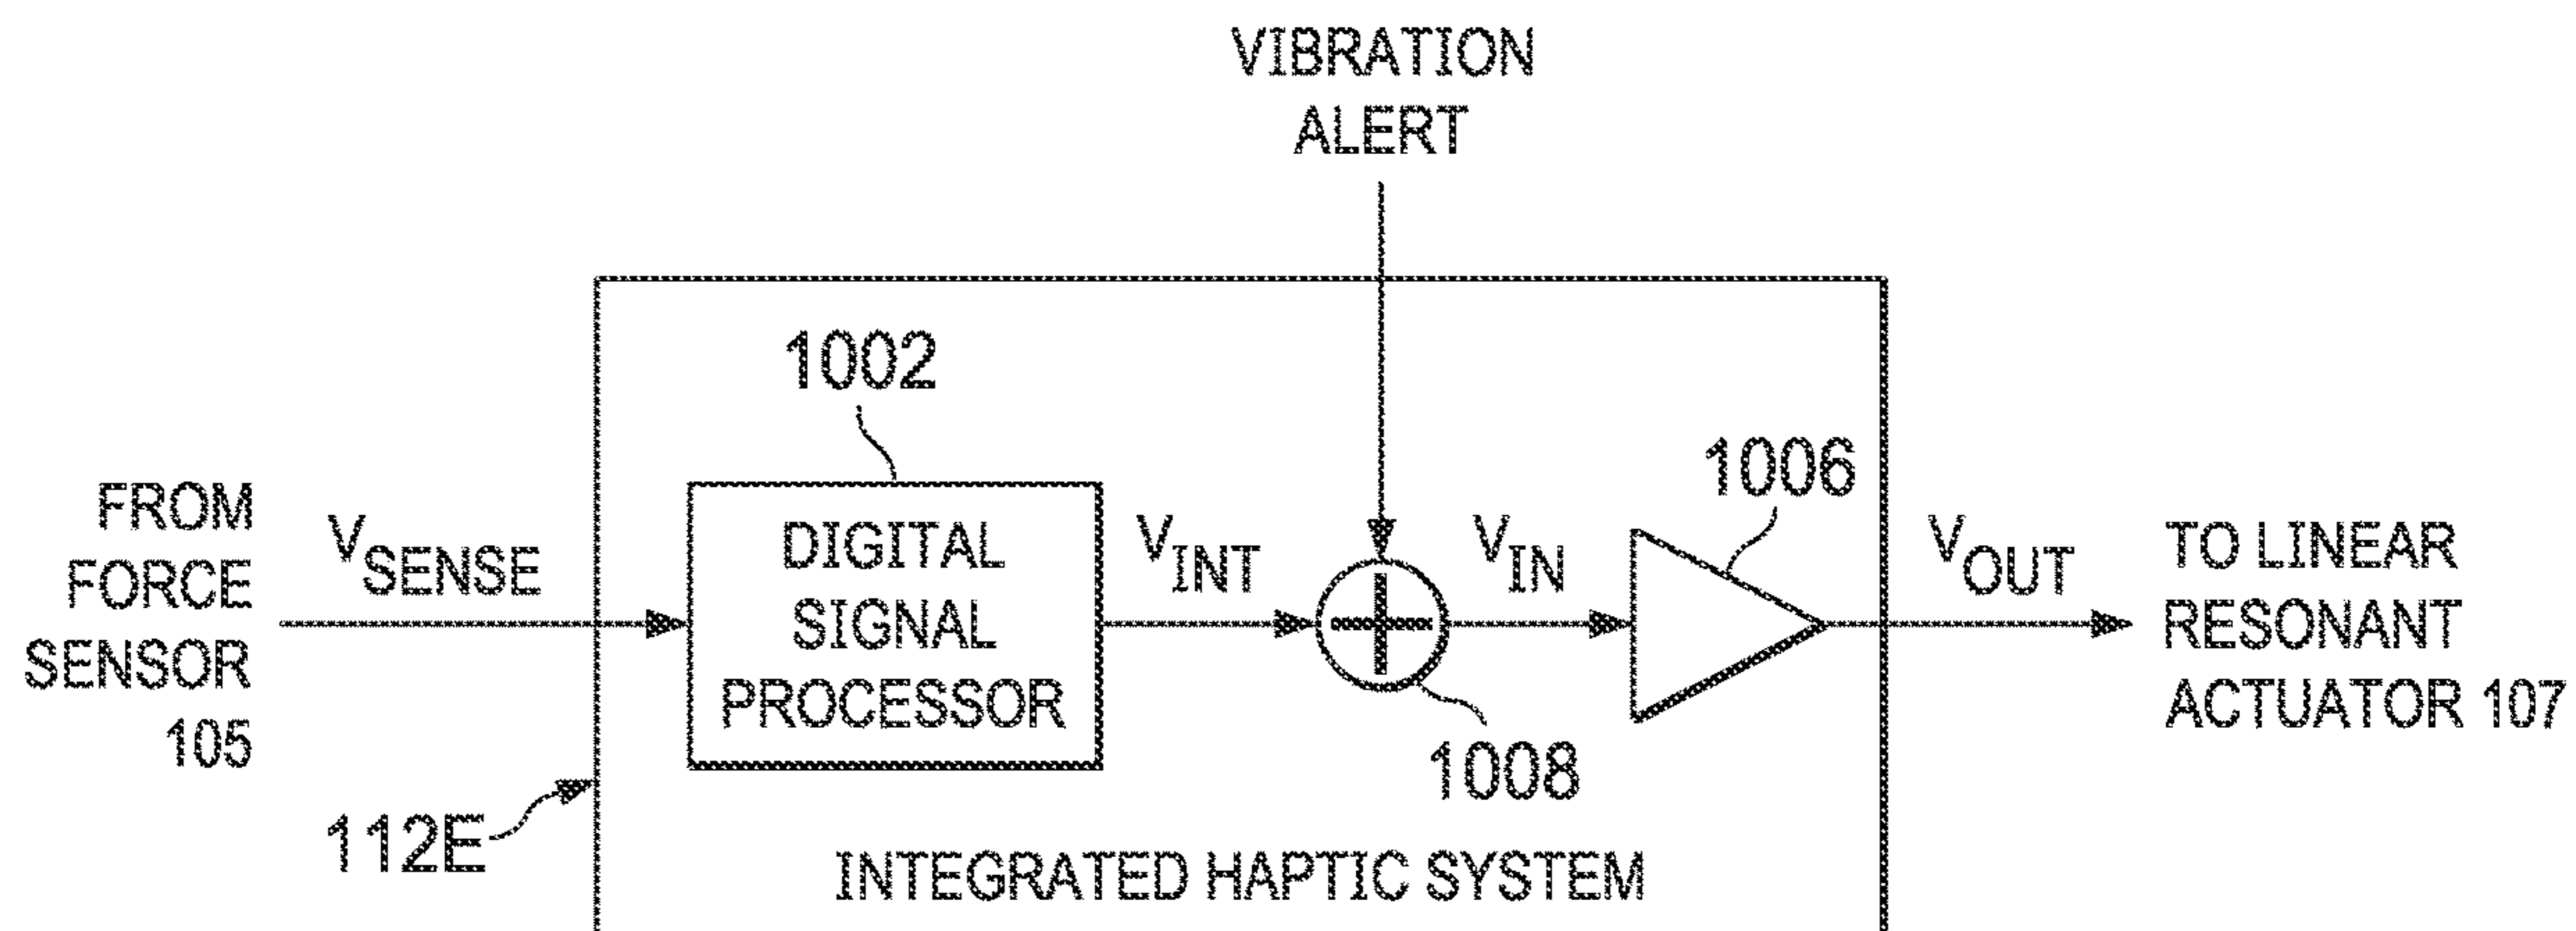 VIBRATION
ALERT
1002
1006
FROM
FORCE
SENSOR
105
VSENSE
DIGITAL
SIGNAL
PROCESSOR
VINT
VIN
VOUT
TO LINEAR
RESONANT
ACTUATOR 107
1008
112E
INTEGRATED HAPTIC SYSTEM